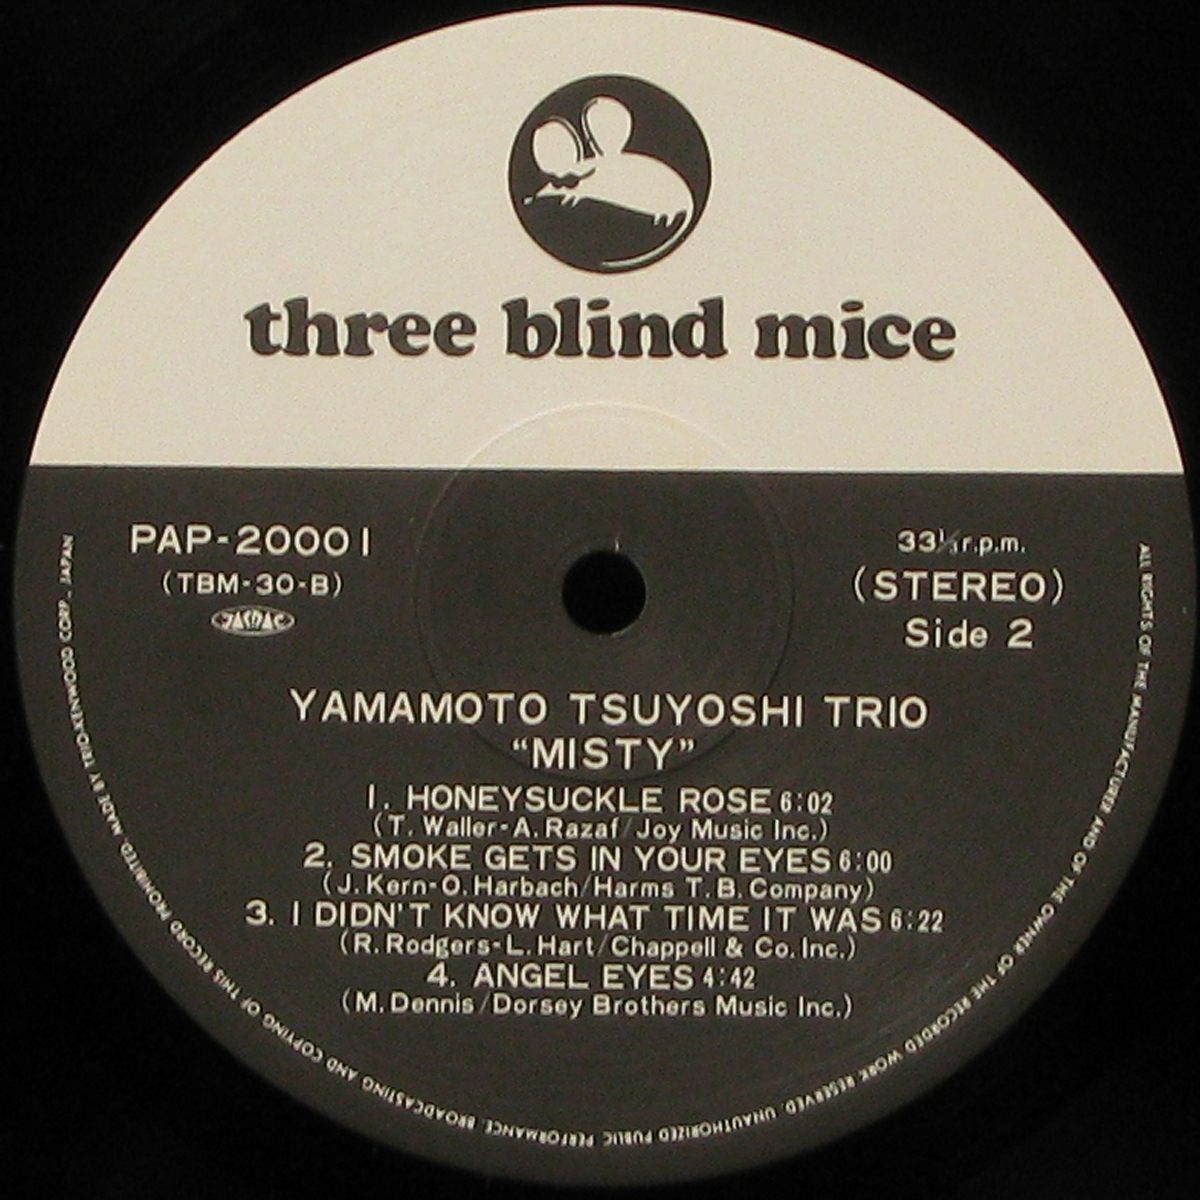 three blind mice
PAP-20001
(TBM-30-B)
JASRAC
33 1/3 r.p.m.
(STEREO)
Side 2
YAMAMOTO TSUYOSHI TRIO
“MISTY”
1. HONEYSUCKLE ROSE 6:02
(T. Waller-A. Razaf/Joy Music Inc.)
2. SMOKE GETS IN YOUR EYES 6:00
(J. Kern-O. Harbach/Harms T. B. Company)
3. I DIDN'T KNOW WHAT TIME IT WAS 6:22
(R. Rodgers-L. Hart/Chappell & Co. Inc.)
4. ANGEL EYES 4:42
(M. Dennis/Dorsey Brothers Music Inc.)
ALL RIGHTS OF THE MANUFACTURER AND OF THE OWNER OF THE RECORDED WORK RESERVED. UNAUTHORIZED PUBLIC PERFORMANCE, BROADCASTING AND COPYING OF THIS RECORD PROHIBITED. MADE BY TRIO-KENWOOD CORP., JAPAN